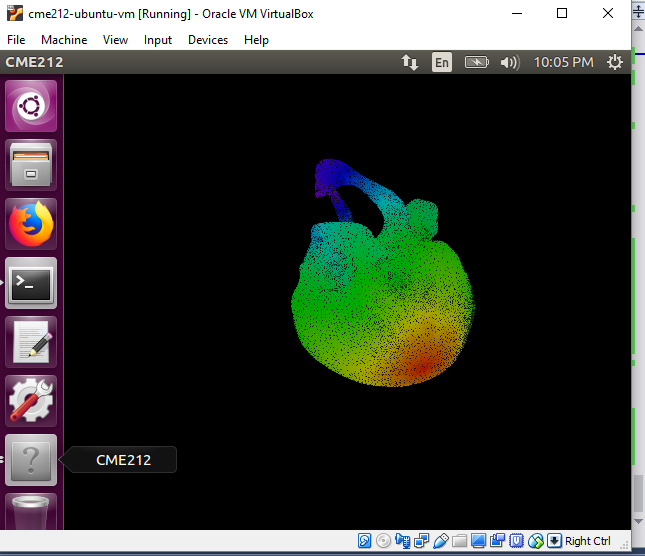 cme212-ubuntu-vm [Running] - Oracle VM VirtualBox
File Machine View Input Devices Help
CME212 En 10:05 PM
>_
?
CME212
Right Ctrl